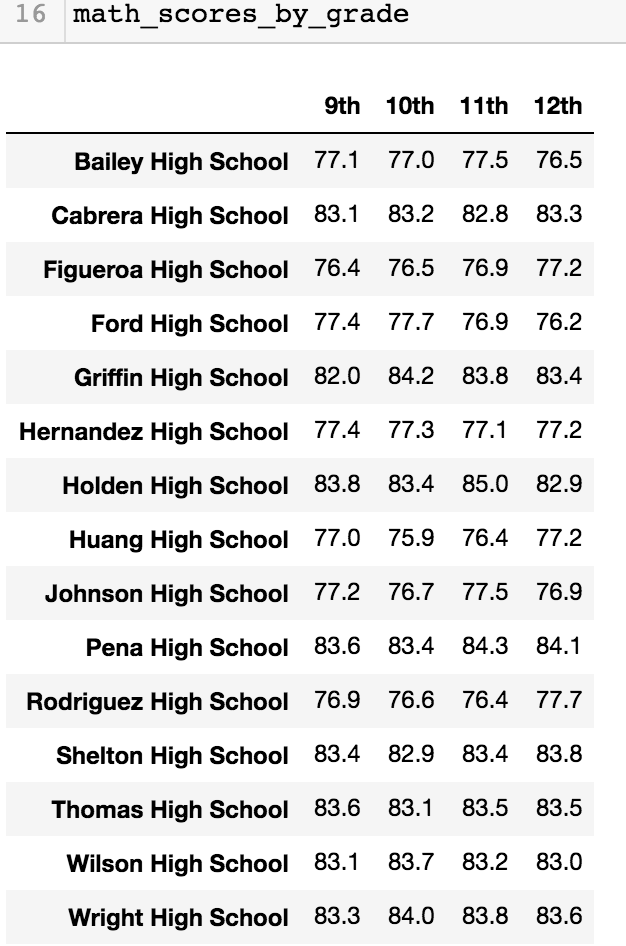 16 math_scores_by_grade
9th 10th 11th 12th
Bailey High School 77.1 77.0 77.5 76.5
Cabrera High School 83.1 83.2 82.8 83.3
Figueroa High School 76.4 76.5 76.9 77.2
Ford High School 77.4 77.7 76.9 76.2
Griffin High School 82.0 84.2 83.8 83.4
Hernandez High School 77.4 77.3 77.1 77.2
Holden High School 83.8 83.4 85.0 82.9
Huang High School 77.0 75.9 76.4 77.2
Johnson High School 77.2 76.7 77.5 76.9
Pena High School 83.6 83.4 84.3 84.1
Rodriguez High School 76.9 76.6 76.4 77.7
Shelton High School 83.4 82.9 83.4 83.8
Thomas High School 83.6 83.1 83.5 83.5
Wilson High School 83.1 83.7 83.2 83.0
Wright High School 83.3 84.0 83.8 83.6